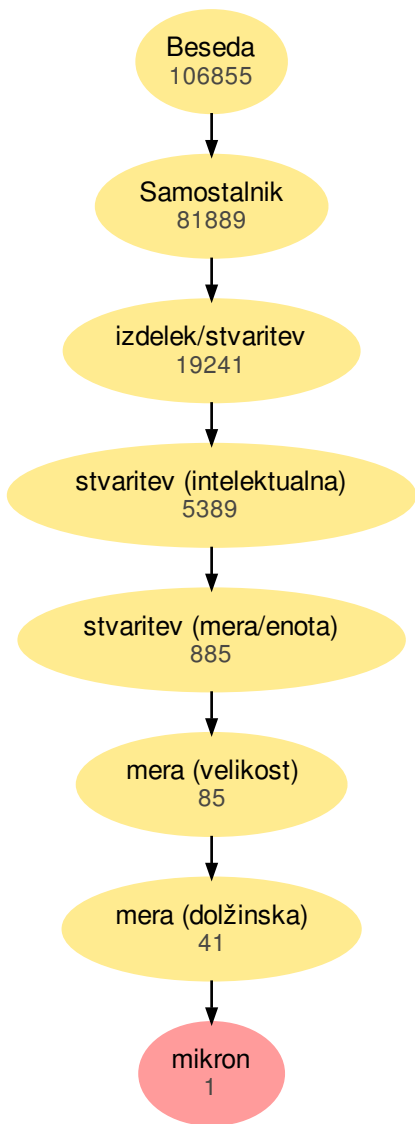 Beseda
106855
Samostalnik
81889
izdelek/stvaritev
19241
stvaritev (intelektualna)
5389
stvaritev (mera/enota)
885
mera (velikost)
85
mera (dolžinska)
41
mikron
1